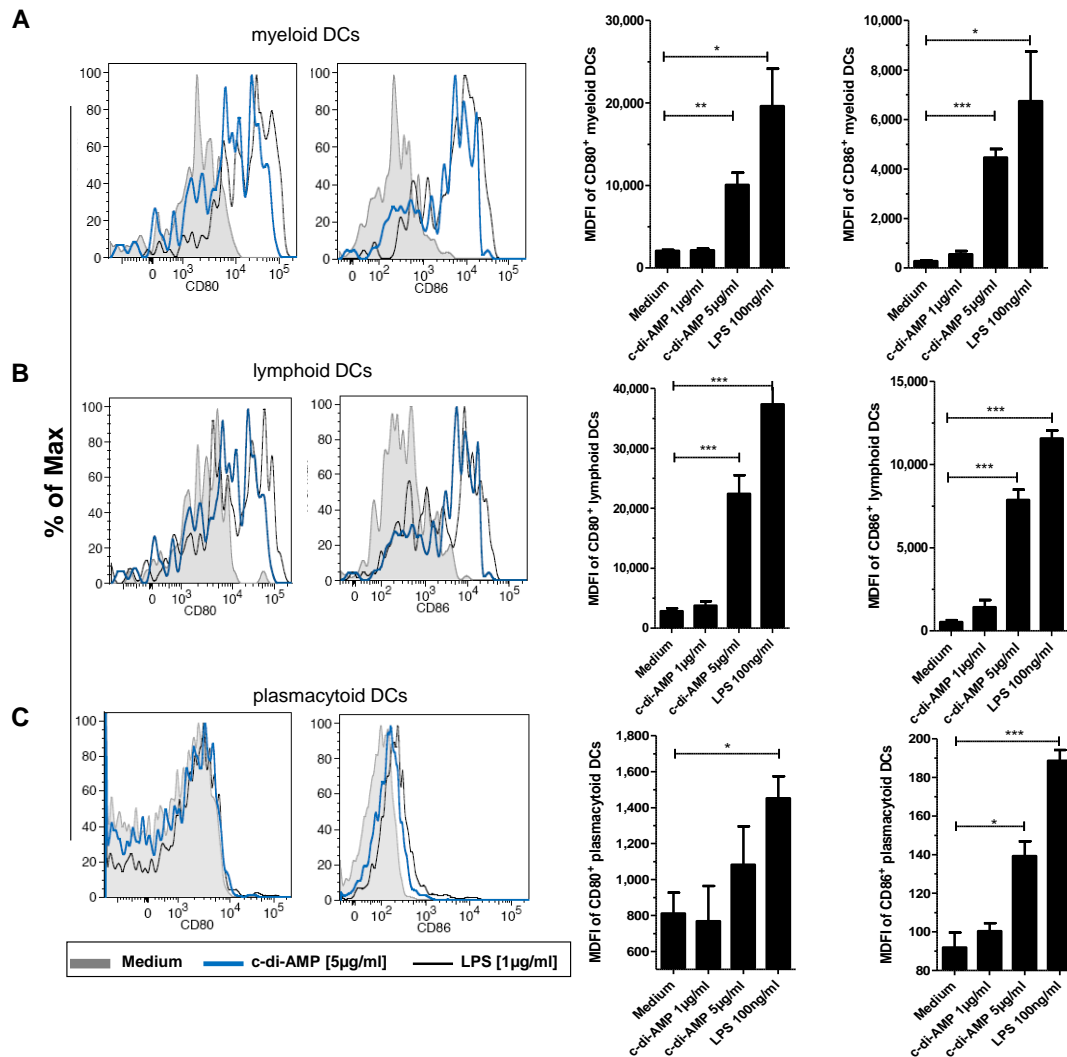 A
myeloid DCs
100
80
60
40
20
0
0 10³ 10⁴ 10⁵
CD80
100
80
60
40
20
0
10² 10³ 10⁴ 10⁵
CD86
MDFI of CD80⁺ myeloid DCs
30,000
20,000
10,000
0
*
**
Medium
c-di-AMP 1µg/ml
c-di-AMP 5µg/ml
LPS 100ng/ml
MDFI of CD86⁺ myeloid DCs
10,000
8,000
6,000
4,000
2,000
0
*
***
Medium
c-di-AMP 1µg/ml
c-di-AMP 5µg/ml
LPS 100ng/ml
% of Max
B
lymphoid DCs
100
80
60
40
20
0
0 10³ 10⁴ 10⁵
CD80
100
80
60
40
20
0
0 10² 10³ 10⁴ 10⁵
CD86
MDFI of CD80⁺ lymphoid DCs
40,000
30,000
20,000
10,000
0
***
***
Medium
c-di-AMP 1µg/ml
c-di-AMP 5µg/ml
LPS 100ng/ml
MDFI of CD86⁺ lymphoid DCs
15,000
10,000
5,000
0
***
***
Medium
c-di-AMP 1µg/ml
c-di-AMP 5µg/ml
LPS 100ng/ml
C
plasmacytoid DCs
100
80
60
40
20
0
0 10³ 10⁴ 10⁵
CD80
100
80
60
40
20
0
0 10² 10³ 10⁴ 10⁵
CD86
MDFI of CD80⁺ plasmacytoid DCs
1,800
1,600
1,400
1,200
1,000
800
600
*
Medium
c-di-AMP 1µg/ml
c-di-AMP 5µg/ml
LPS 100ng/ml
MDFI of CD86⁺ plasmacytoid DCs
200
180
160
140
120
100
80
***
*
Medium
c-di-AMP 1µg/ml
c-di-AMP 5µg/ml
LPS 100ng/ml
Medium c-di-AMP [5µg/ml] LPS [1µg/ml]